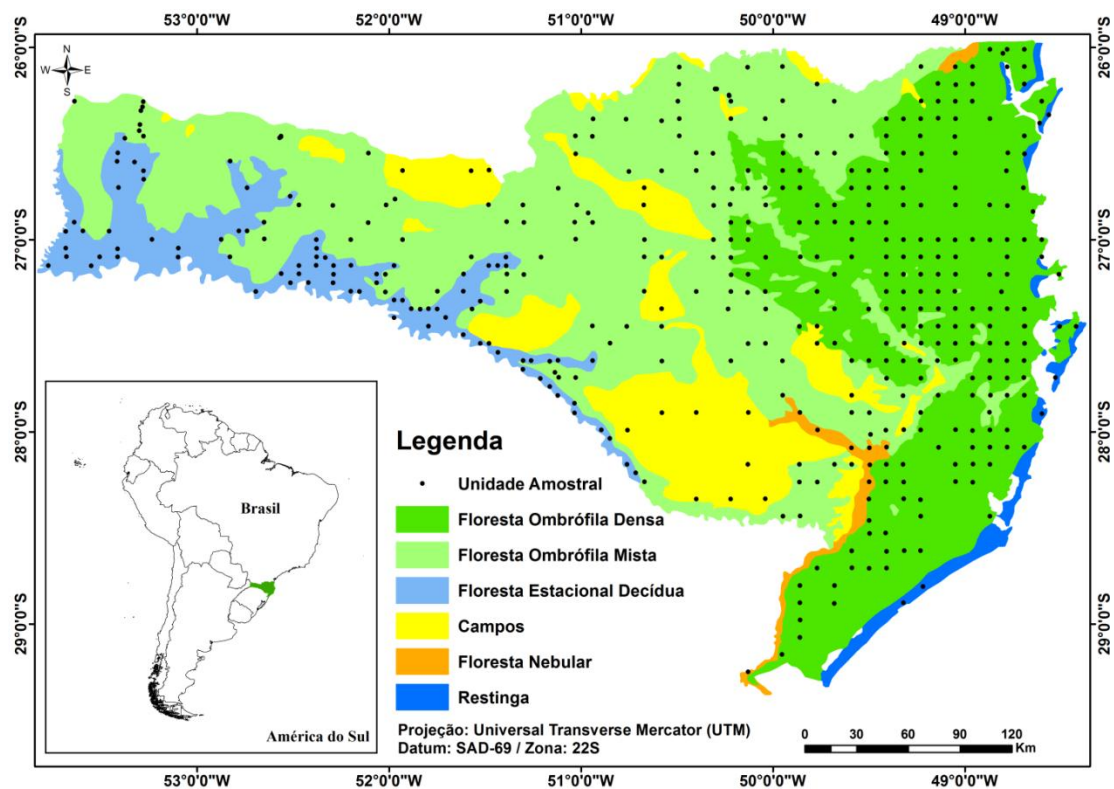 53°0'0"W 52°0'0"W 51°0'0"W 50°0'0"W 49°0'0"W
26°0'0"S 26°0'0"S
N
W E
S
27°0'0"S 27°0'0"S
28°0'0"S 28°0'0"S
29°0'0"S 29°0'0"S
Brasil
América do Sul
Legenda
Unidade Amostral
Floresta Ombrófila Densa
Floresta Ombrófila Mista
Floresta Estacional Decídua
Campos
Floresta Nebular
Restinga
Projeção: Universal Transverse Mercator (UTM)
Datum: SAD-69 / Zona: 22S
0 30 60 90 120
Km
53°0'0"W 52°0'0"W 51°0'0"W 50°0'0"W 49°0'0"W